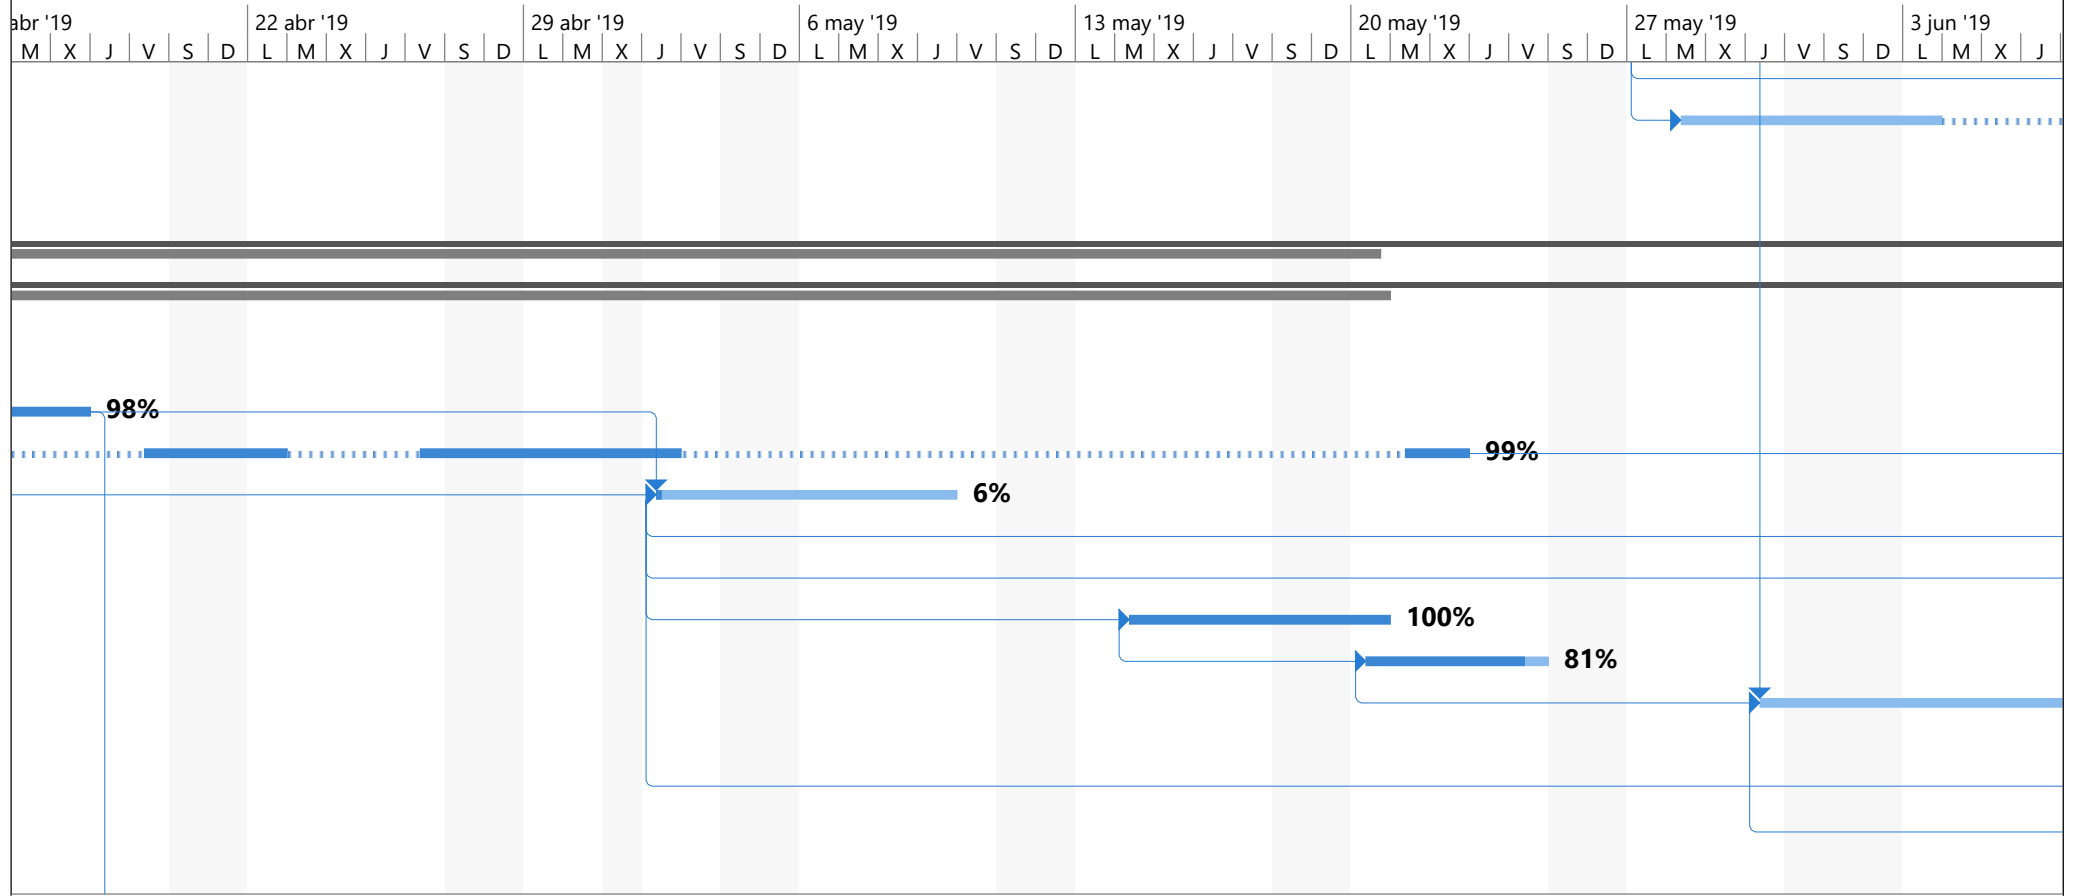 abr '19 22 abr '19 29 abr '19 6 may '19 13 may '19 20 may '19 27 may '19 3 jun '19
M X J V S D L M X J V S D L M X J V S D L M X J V S D L M X J V S D L M X J V S D L M X J V S D L M X J
98%
99%
6%
100%
81%